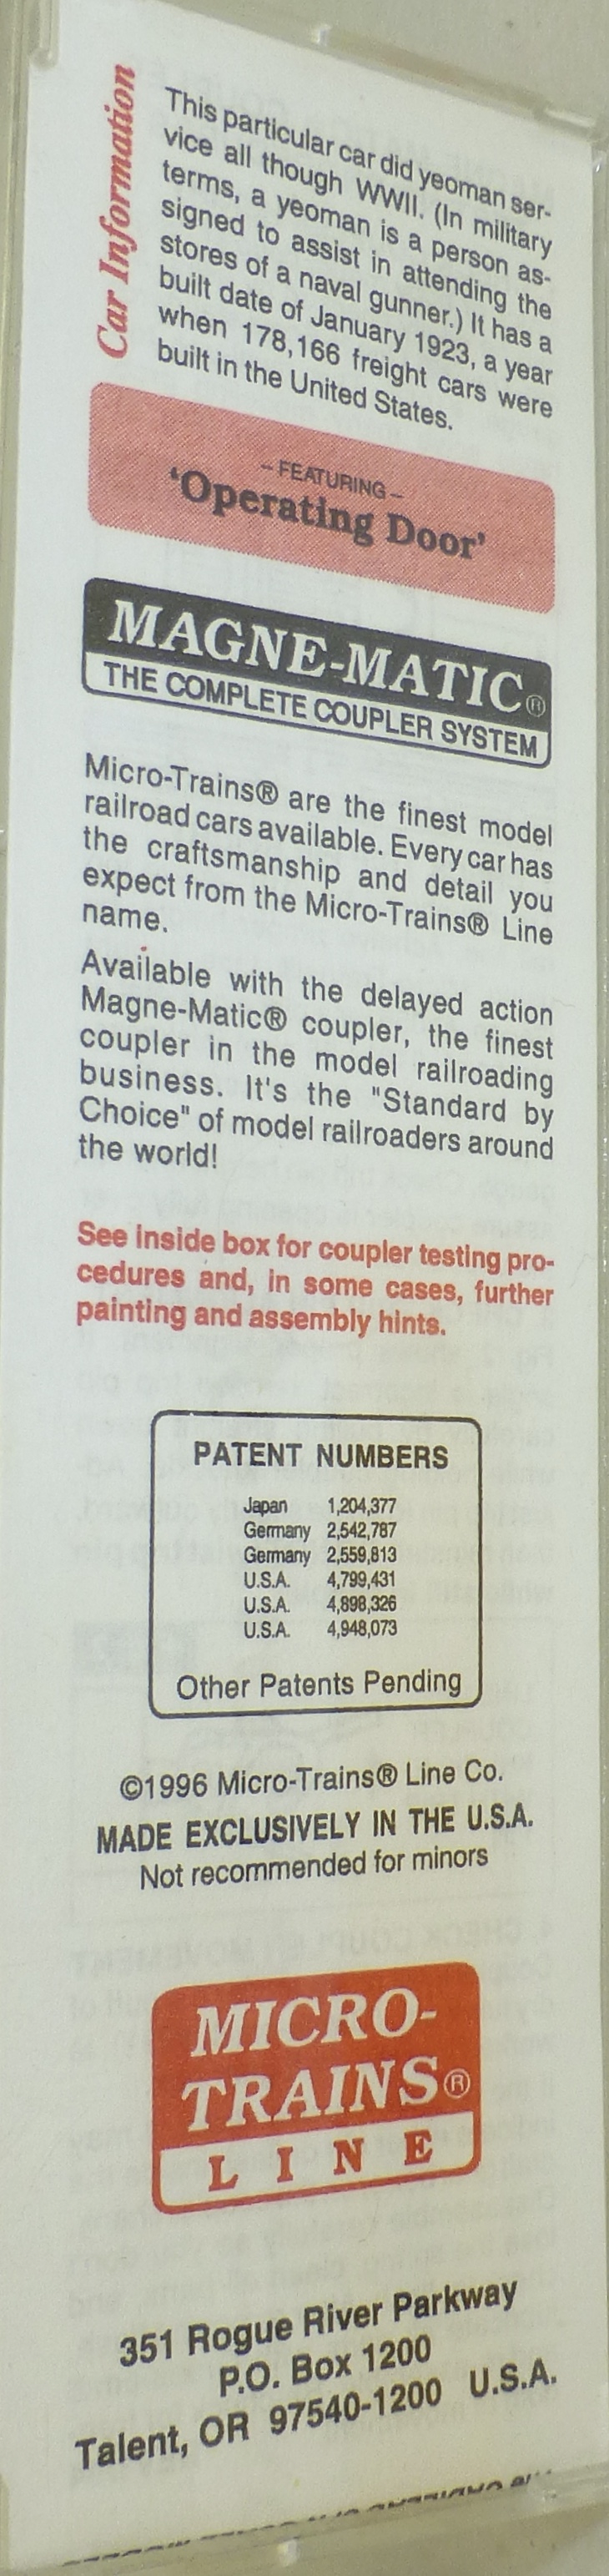 Car Information
This particular car did yeoman ser-
vice all though WWII. (In military
terms, a yeoman is a person as-
signed to assist in attending the
stores of a naval gunner.) It has a
built date of January 1923, a year
when 178,166 freight cars were
built in the United States.
– FEATURING –
‘Operating Door’
MAGNE-MATIC®
THE COMPLETE COUPLER SYSTEM
Micro-Trains® are the finest model
railroad cars available. Every car has
the craftsmanship and detail you
expect from the Micro-Trains® Line
name.
Available with the delayed action
Magne-Matic® coupler, the finest
coupler in the model railroading
business. It's the "Standard by
Choice" of model railroaders around
the world!
See inside box for coupler testing pro-
cedures and, in some cases, further
painting and assembly hints.
PATENT NUMBERS
Japan 1,204,377
Germany 2,542,787
Germany 2,559,813
U.S.A. 4,799,431
U.S.A. 4,898,326
U.S.A. 4,948,073
Other Patents Pending
©1996 Micro-Trains® Line Co.
MADE EXCLUSIVELY IN THE U.S.A.
Not recommended for minors
MICRO-
TRAINS®
LINE
351 Rogue River Parkway
P.O. Box 1200
Talent, OR 97540-1200 U.S.A.